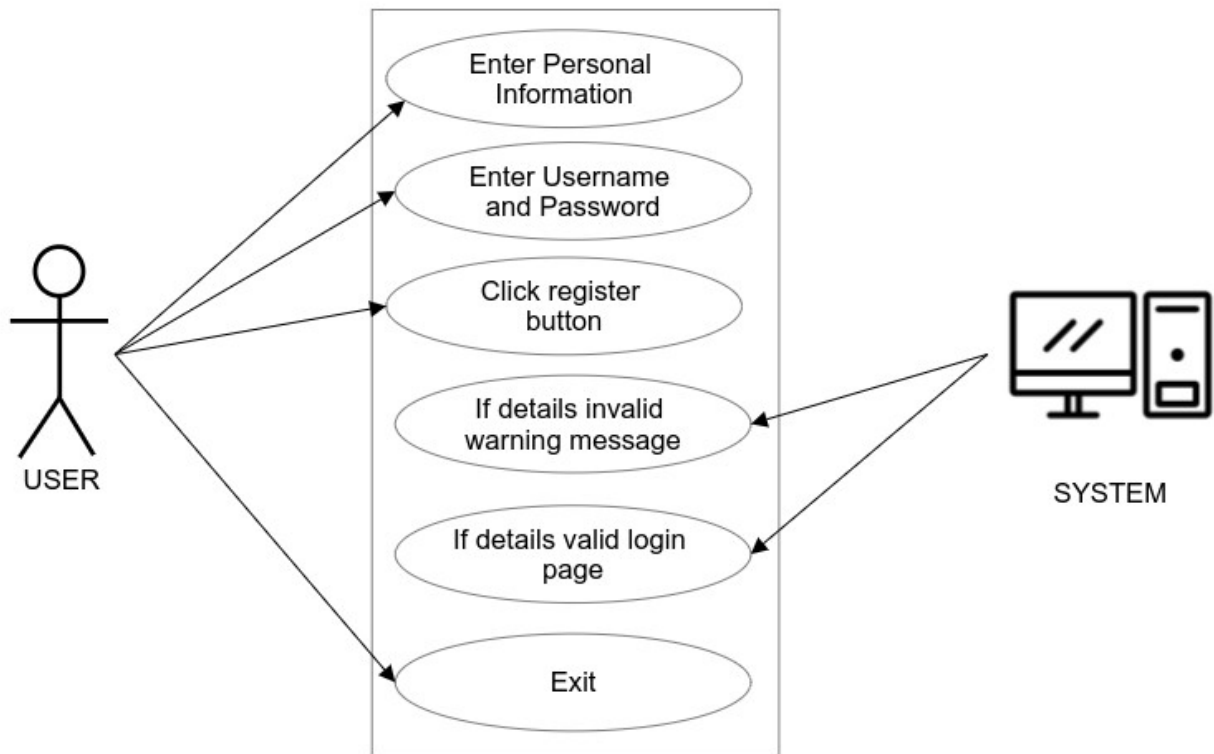 Enter Personal
Information
Enter Username
and Password
Click register
button
If details invalid
warning message
If details valid login
page
Exit
USER
SYSTEM